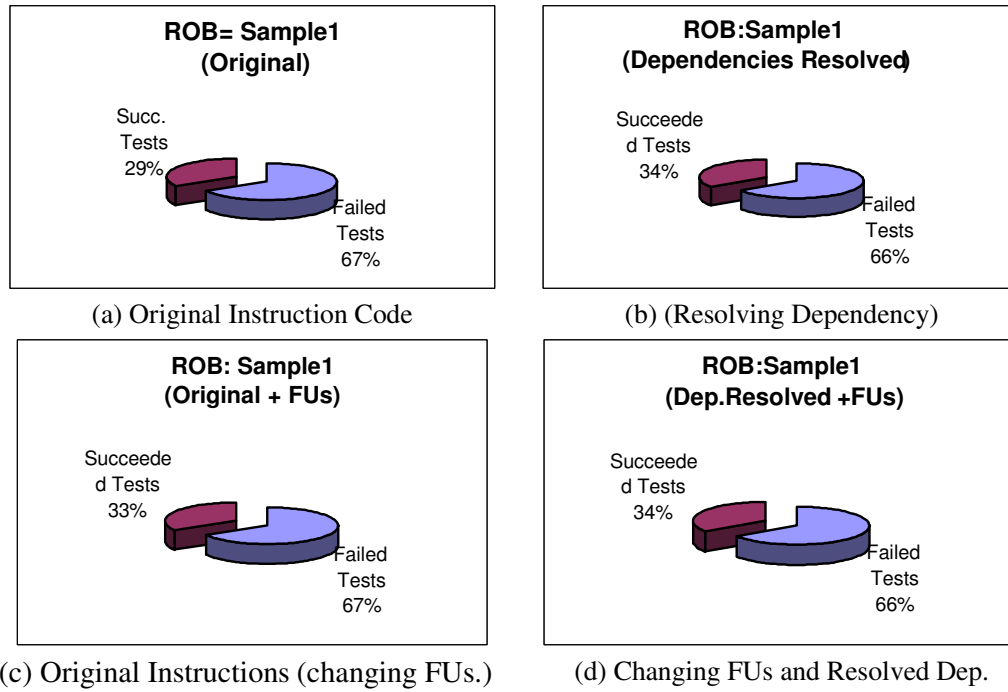 ROB= Sample1
(Original)
Succ.
Tests
29%
Failed
Tests
67%
(a) Original Instruction Code
ROB:Sample1
(Dependencies Resolved)
Succeede
d Tests
34%
Failed
Tests
66%
(b) (Resolving Dependency)
ROB: Sample1
(Original + FUs)
Succeede
d Tests
33%
Failed
Tests
67%
(c) Original Instructions (changing FUs.)
ROB:Sample1
(Dep.Resolved +FUs)
Succeede
d Tests
34%
Failed
Tests
66%
(d) Changing FUs and Resolved Dep.